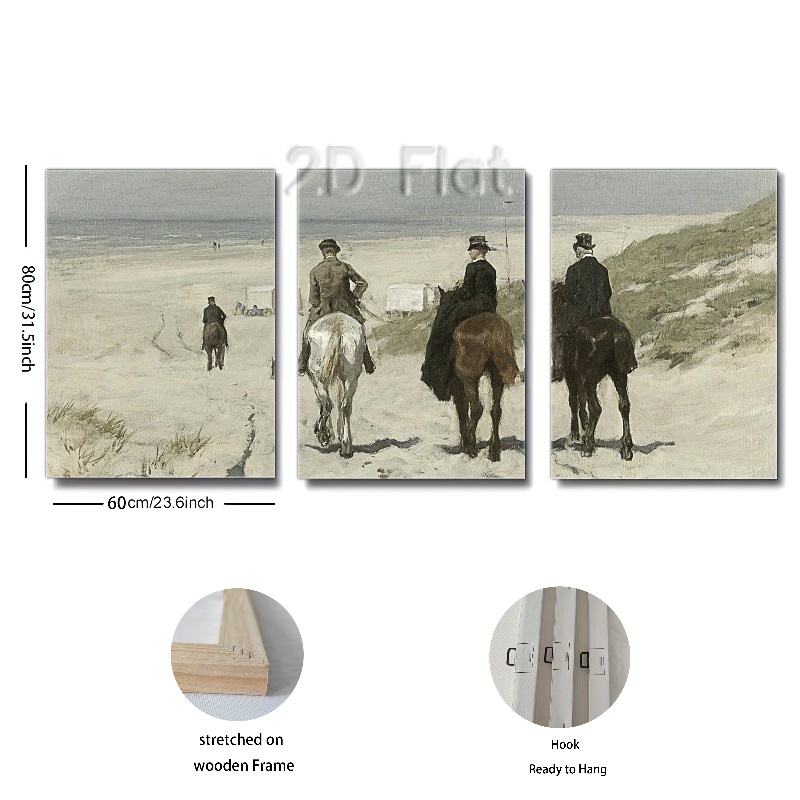 2D Flat
80cm/31.5inch
60cm/23.6inch
stretched on
wooden Frame
Hook
Ready to Hang